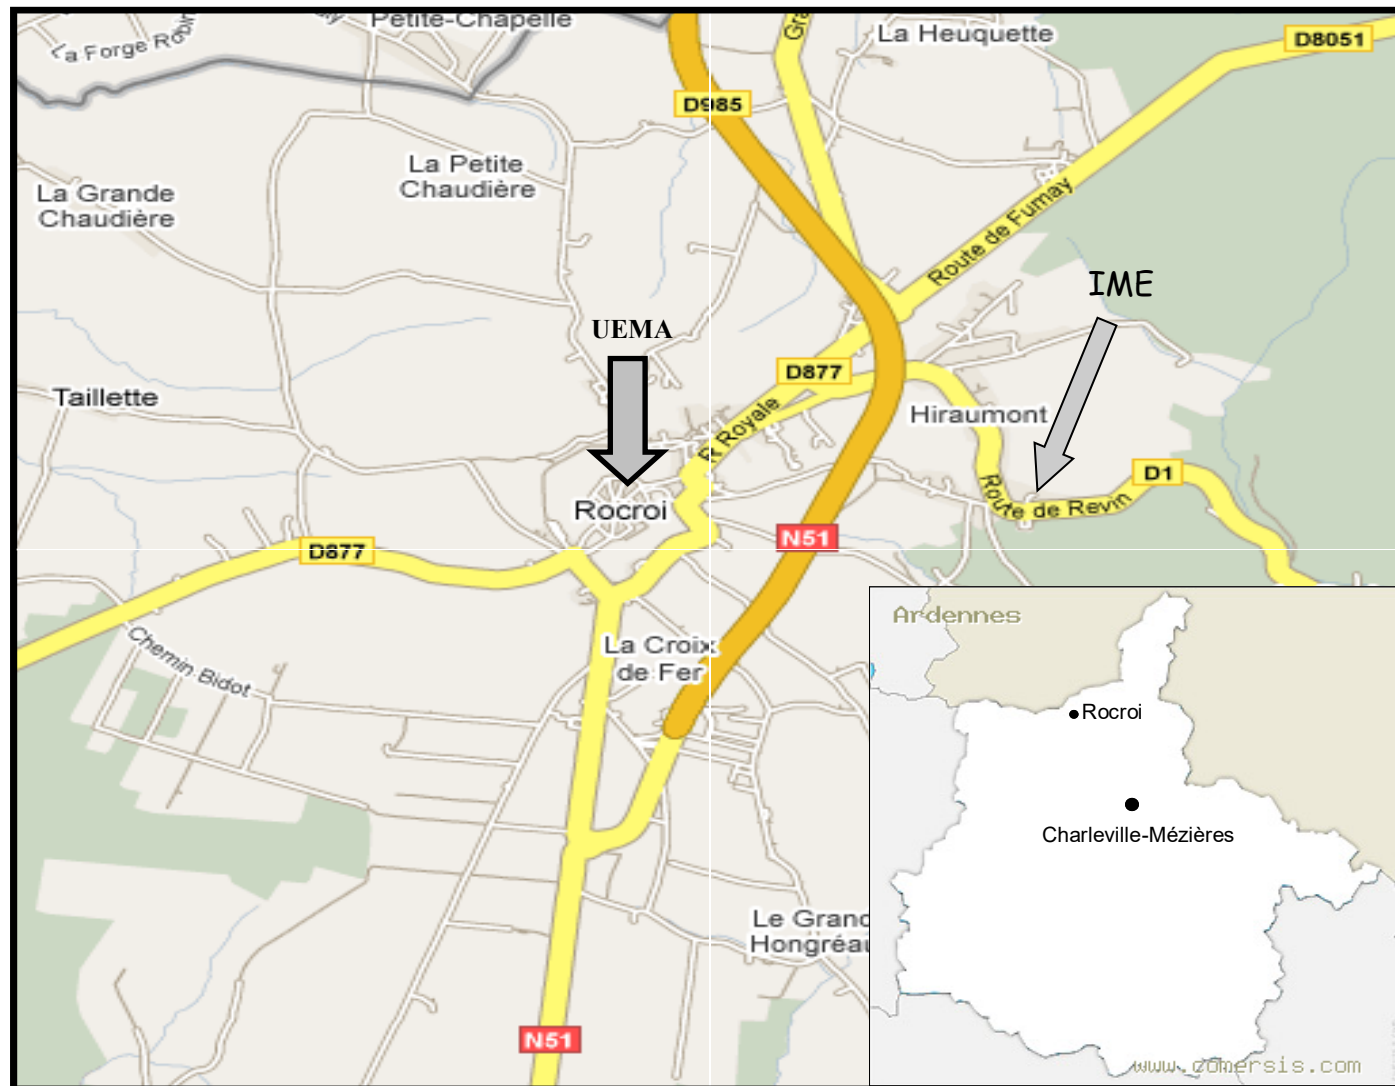 Petite-Chapelle
La Forge Robin
La Heuquette
D8051
D985
La Petite
Chaudière
La Grande
Chaudière
Route de Fumay
IME
UEMA
D877
Taillette
R Royale
Hiraumont
D1
Route de Revin
Rocroi
N51
D877
Ardennes
Chemin Bidot
La Croix
de Fer
Rocroi
Charleville-Mézières
Le Grand
Hongréau
N51
www.comersis.com